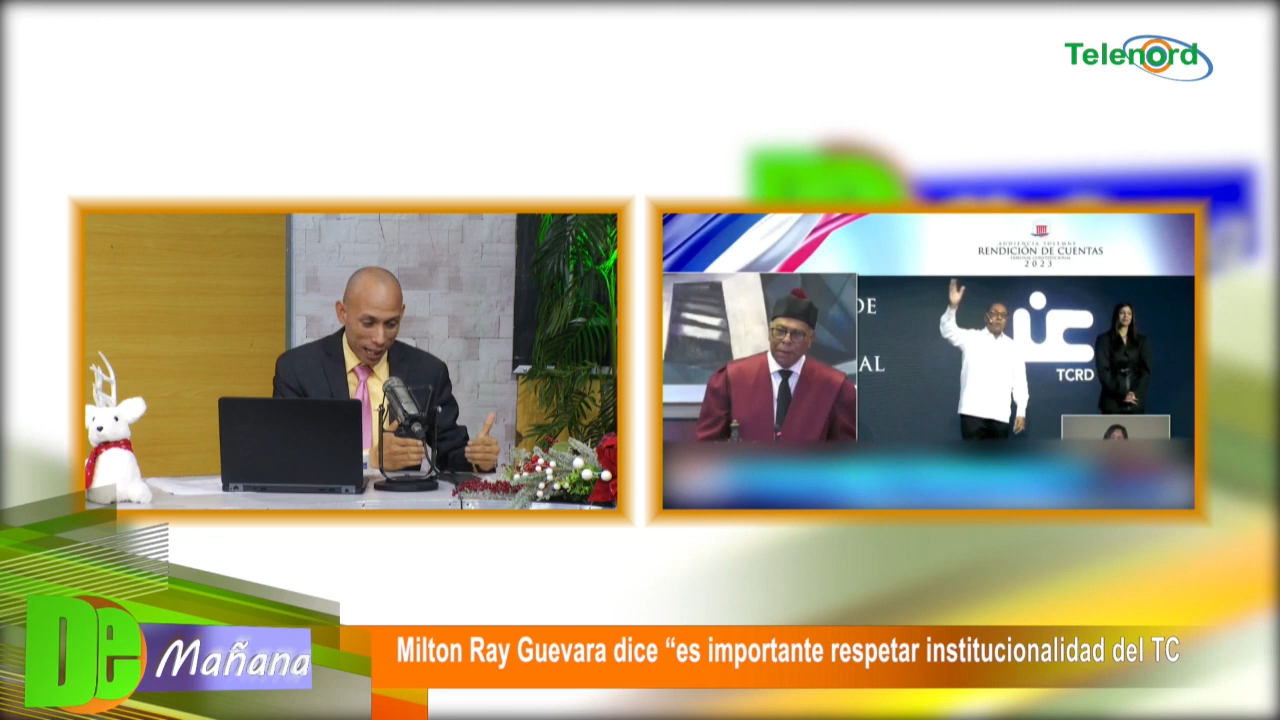 Telenord
AUDIENCIA SOLEMNE
RENDICIÓN DE CUENTAS
TRIBUNAL CONSTITUCIONAL
2023
DE
AL
TCRD
De
Mañana
Milton Ray Guevara dice “es importante respetar institucionalidad del TC